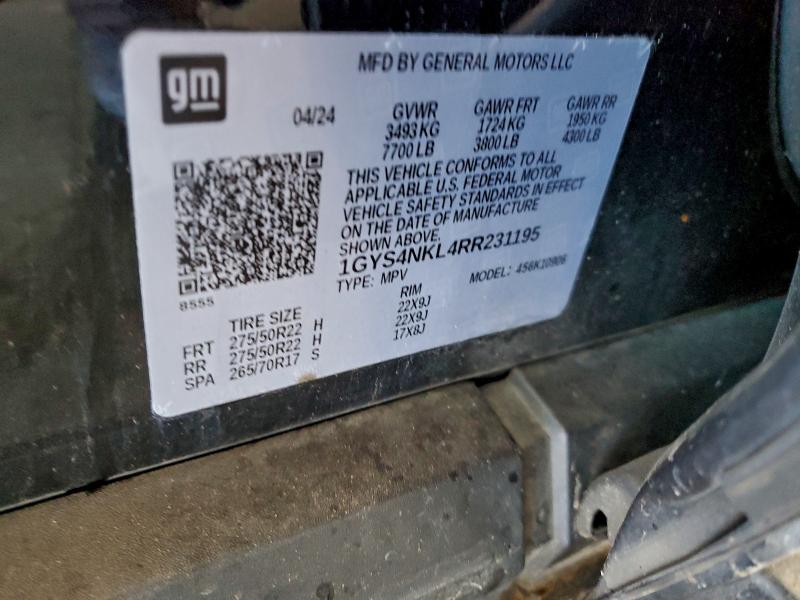 gm
MFD BY GENERAL MOTORS LLC
04/24 GVWR GAWR FRT GAWR RR
3493 KG 1724 KG 1950 KG
7700 LB 3800 LB 4300 LB
THIS VEHICLE CONFORMS TO ALL
APPLICABLE U.S. FEDERAL MOTOR
VEHICLE SAFETY STANDARDS IN EFFECT
ON THE DATE OF MANUFACTURE
SHOWN ABOVE.
1GYS4NKL4RR231195
TYPE: MPV MODEL: 456K10906
8555
TIRE SIZE RIM
FRT 275/50R22 H 22X9J
RR 275/50R22 H 22X9J
SPA 265/70R17 S 17X8J